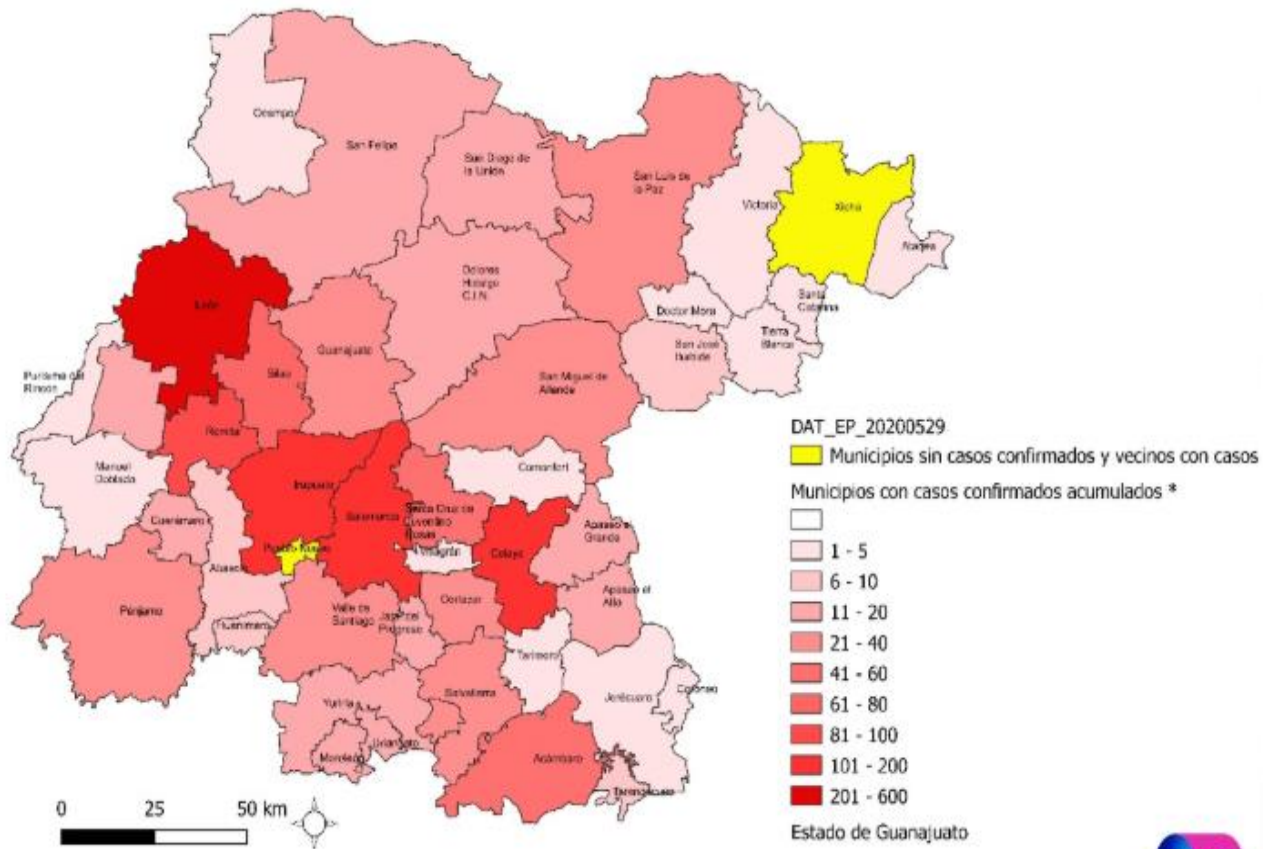 Ocampo
San Felipe
San Diego de
la Unión
San Luis de
la Paz
Victoria
Xichú
Atarjea
León
Dolores
Hidalgo
C.I.N.
Santa
Catarina
Doctor Mora
Tierra
Blanca
San José
Iturbide
Guanajuato
Silao
Purísima del
Rincón
San Miguel de
Allende
Romita
Manuel
Doblado
Comonfort
Irapuato
Salamanca
Santa Cruz de
Juventino
Rosas
Cuerámaro
Apaseo el
Grande
Pueblo Nuevo
Villagrán
Celaya
Abasolo
Apaseo el
Alto
Pénjamo
Valle de
Santiago
Jaral del
Progreso
Cortazar
Huanímaro
Tarimoro
Jerécuaro
Coroneo
Salvatierra
Yuriria
Uriangato
Moroleón
Acámbaro
Tarandacuao
DAT_EP_20200529
Municipios sin casos confirmados y vecinos con casos
Municipios con casos confirmados acumulados *
1 - 5
6 - 10
11 - 20
21 - 40
41 - 60
61 - 80
81 - 100
101 - 200
201 - 600
0 25 50 km
Estado de Guanajuato